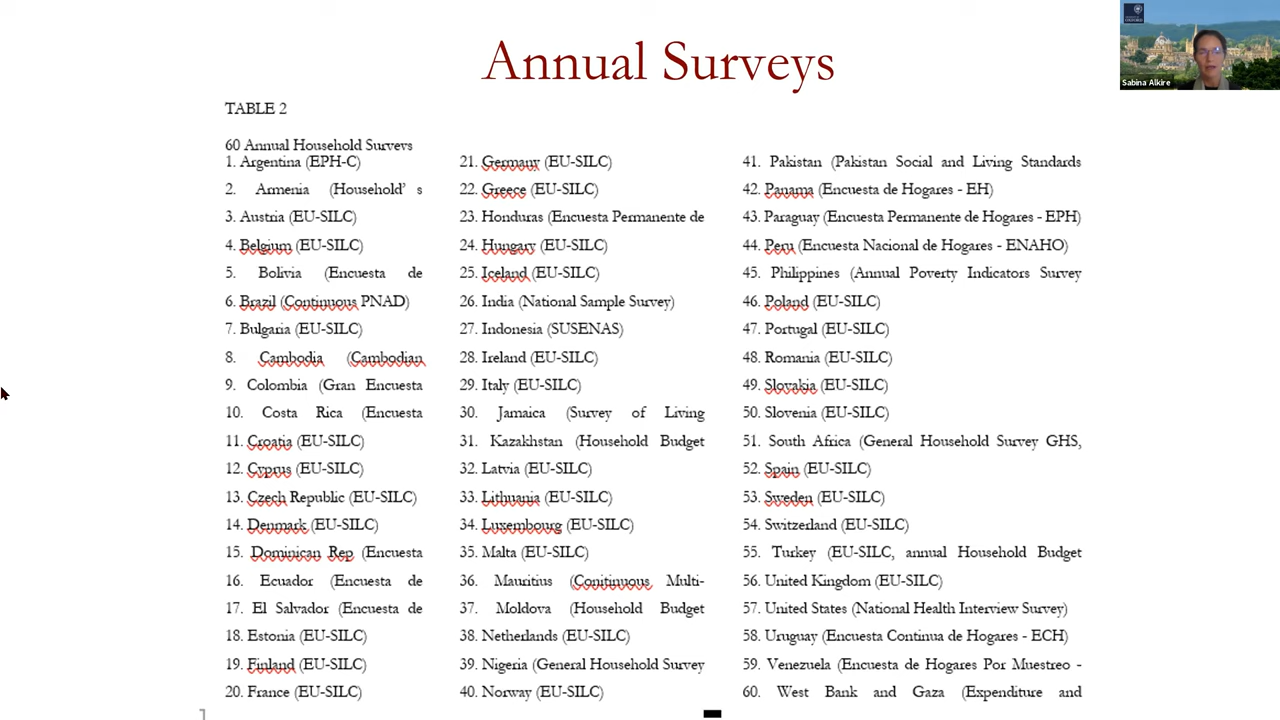 Annual Surveys
Sabina Alkire
TABLE 2
60 Annual Household Surveys
1. Argentina (EPH-C)
2. Armenia (Household' s
3. Austria (EU-SILC)
4. Belgium (EU-SILC)
5. Bolivia (Encuesta de
6. Brazil (Continuous PNAD)
7. Bulgaria (EU-SILC)
8. Cambodia (Cambodian
9. Colombia (Gran Encuesta
10. Costa Rica (Encuesta
11. Croatia (EU-SILC)
12. Cyprus (EU-SILC)
13. Czech Republic (EU-SILC)
14. Denmark (EU-SILC)
15. Dominican Rep (Encuesta
16. Ecuador (Encuesta de
17. El Salvador (Encuesta de
18. Estonia (EU-SILC)
19. Finland (EU-SILC)
20. France (EU-SILC)
21. Germany (EU-SILC)
22. Greece (EU-SILC)
23. Honduras (Encuesta Permanente de
24. Hungary (EU-SILC)
25. Iceland (EU-SILC)
26. India (National Sample Survey)
27. Indonesia (SUSENAS)
28. Ireland (EU-SILC)
29. Italy (EU-SILC)
30. Jamaica (Survey of Living
31. Kazakhstan (Household Budget
32. Latvia (EU-SILC)
33. Lithuania (EU-SILC)
34. Luxembourg (EU-SILC)
35. Malta (EU-SILC)
36. Mauritius (Conitinuous Multi-
37. Moldova (Household Budget
38. Netherlands (EU-SILC)
39. Nigeria (General Household Survey
40. Norway (EU-SILC)
41. Pakistan (Pakistan Social and Living Standards
42. Panama (Encuesta de Hogares - EH)
43. Paraguay (Encuesta Permanente de Hogares - EPH)
44. Peru (Encuesta Nacional de Hogares - ENAHO)
45. Philippines (Annual Poverty Indicators Survey
46. Poland (EU-SILC)
47. Portugal (EU-SILC)
48. Romania (EU-SILC)
49. Slovakia (EU-SILC)
50. Slovenia (EU-SILC)
51. South Africa (General Household Survey GHS,
52. Spain (EU-SILC)
53. Sweden (EU-SILC)
54. Switzerland (EU-SILC)
55. Turkey (EU-SILC, annual Household Budget
56. United Kingdom (EU-SILC)
57. United States (National Health Interview Survey)
58. Uruguay (Encuesta Continua de Hogares - ECH)
59. Venezuela (Encuesta de Hogares Por Muestreo -
60. West Bank and Gaza (Expenditure and